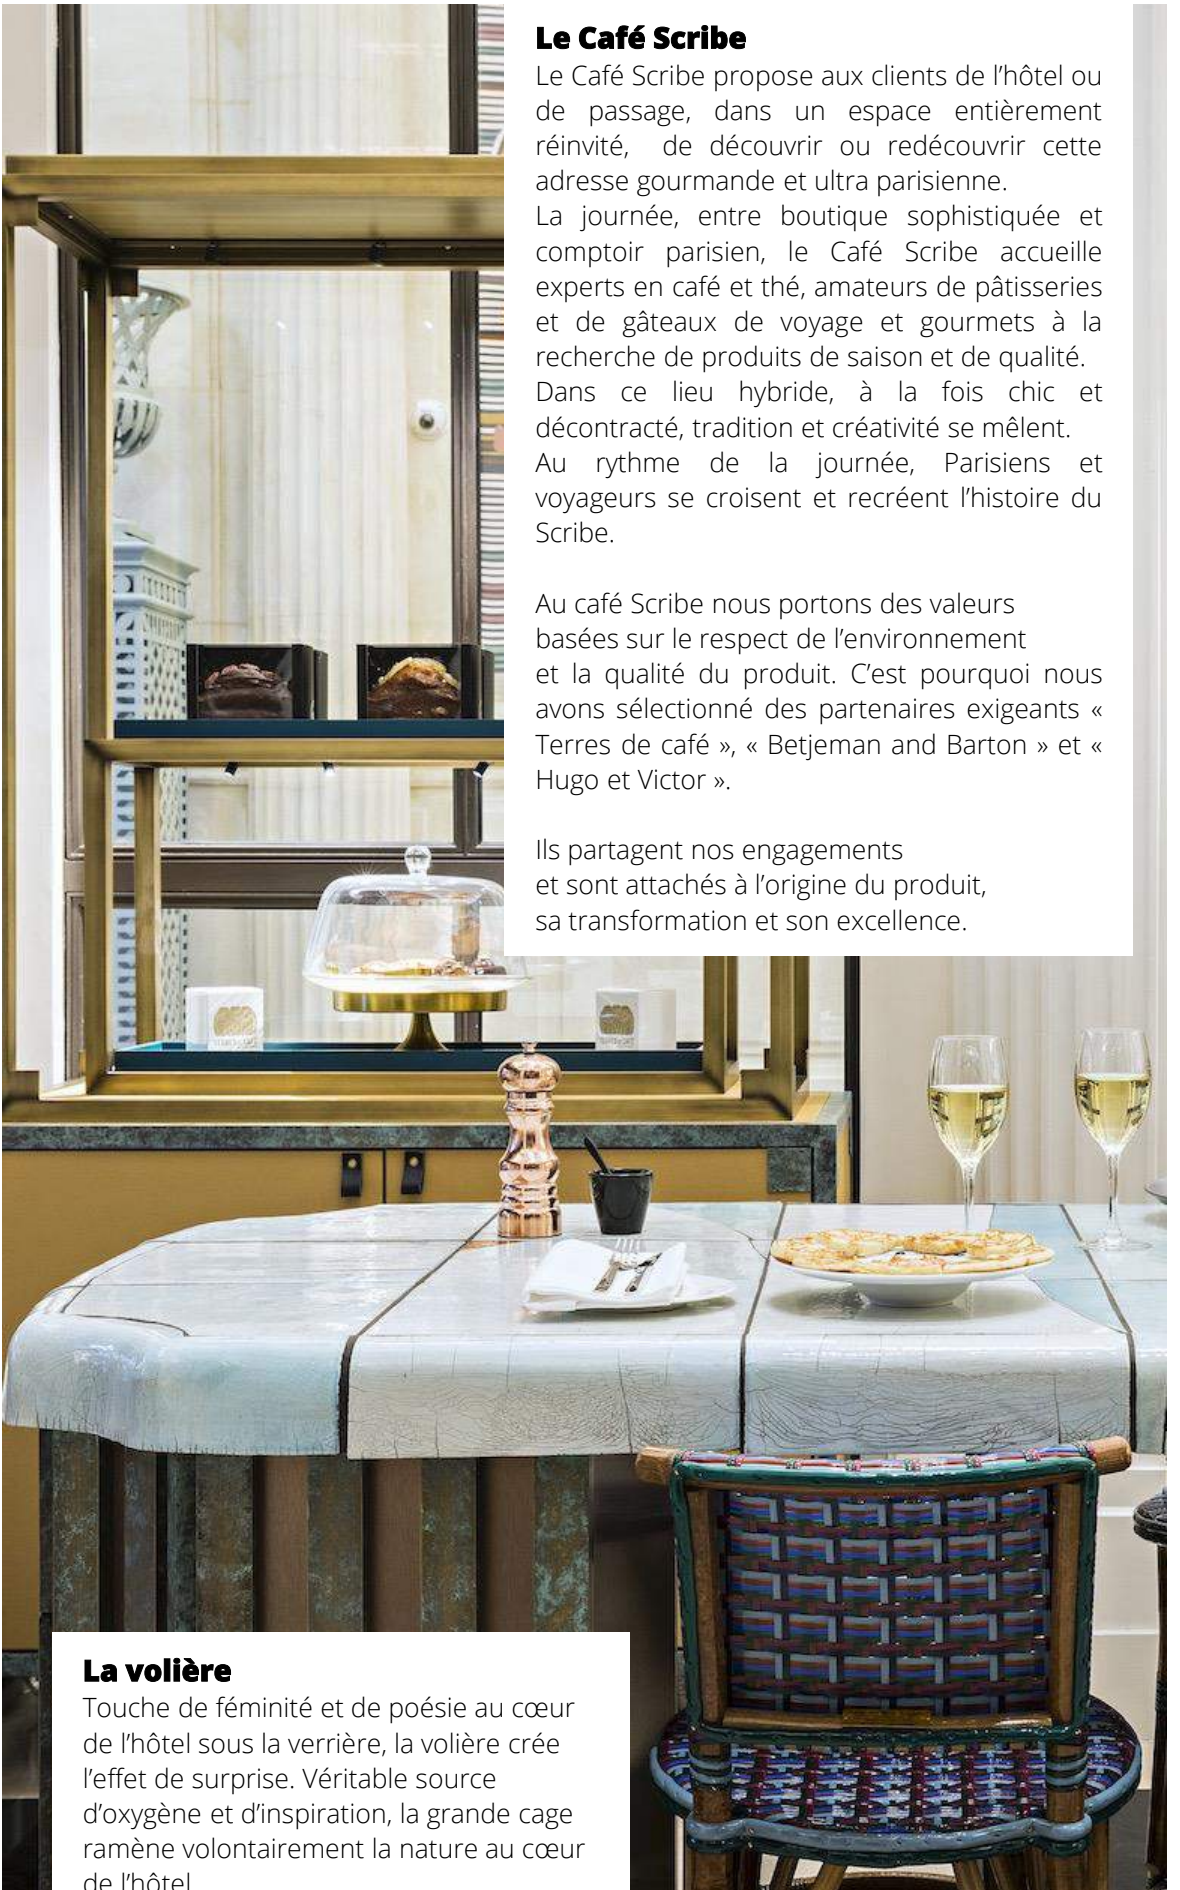 Le Café Scribe
Le Café Scribe propose aux clients de l’hôtel ou
de passage, dans un espace entièrement
réinvité, de découvrir ou redécouvrir cette
adresse gourmande et ultra parisienne.
La journée, entre boutique sophistiquée et
comptoir parisien, le Café Scribe accueille
experts en café et thé, amateurs de pâtisseries
et de gâteaux de voyage et gourmets à la
recherche de produits de saison et de qualité.
Dans ce lieu hybride, à la fois chic et
décontracté, tradition et créativité se mêlent.
Au rythme de la journée, Parisiens et
voyageurs se croisent et recréent l’histoire du
Scribe.
Au café Scribe nous portons des valeurs
basées sur le respect de l’environnement
et la qualité du produit. C’est pourquoi nous
avons sélectionné des partenaires exigeants «
Terres de café », « Betjeman and Barton » et «
Hugo et Victor ».
Ils partagent nos engagements
et sont attachés à l’origine du produit,
sa transformation et son excellence.
La volière
Touche de féminité et de poésie au cœur
de l’hôtel sous la verrière, la volière crée
l’effet de surprise. Véritable source
d’oxygène et d’inspiration, la grande cage
ramène volontairement la nature au cœur
de l’hôtel